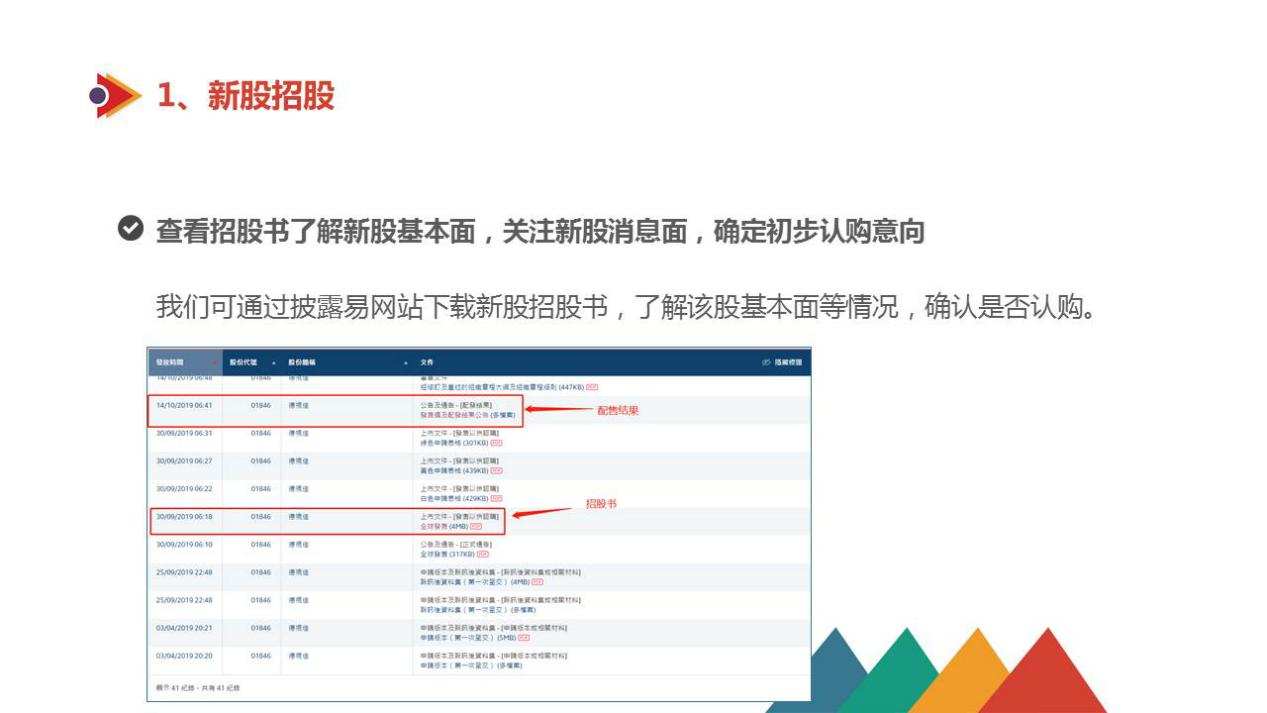 1、新股招股
查看招股书了解新股基本面，关注新股消息面，确定初步认购意向
我们可通过披露易网站下载新股招股书，了解该股基本面等情况，确认是否认购。
發放時間 股份代號 股份簡稱 文件 隱藏標題
14/10/2019 06:48 01846 德視佳
經修訂及重述的組織章程大綱及組織章程細則 (447KB)
14/10/2019 06:41 01846 德視佳 公告及通告 - [配發結果]
發售價及配發結果公告 (多檔案)
配售结果
30/09/2019 06:31 01846 德視佳 上市文件 - [發售以供認購]
綠色申請表格 (301KB)
30/09/2019 06:27 01846 德視佳 上市文件 - [發售以供認購]
黃色申請表格 (439KB)
30/09/2019 06:22 01846 德視佳 上市文件 - [發售以供認購]
白色申請表格 (429KB)
招股书
30/09/2019 06:18 01846 德視佳 上市文件 - [發售以供認購]
全球發售 (4MB)
30/09/2019 06:10 01846 德視佳 公告及通告 - [正式通告]
全球發售 (317KB)
25/09/2019 22:48 01846 德視佳 申請版本及聆訊後資料集 - [聆訊後資料集或相關材料]
聆訊後資料集（第一次呈交） (4MB)
25/09/2019 22:48 01846 德視佳 申請版本及聆訊後資料集 - [聆訊後資料集或相關材料]
聆訊後資料集（第一次呈交） (多檔案)
03/04/2019 20:21 01846 德視佳 申請版本及聆訊後資料集 - [申請版本或相關材料]
申請版本（第一次呈交） (5MB)
03/04/2019 20:20 01846 德視佳 申請版本及聆訊後資料集 - [申請版本或相關材料]
申請版本（第一次呈交） (多檔案)
顯示 41 紀錄 - 共有 41 紀錄